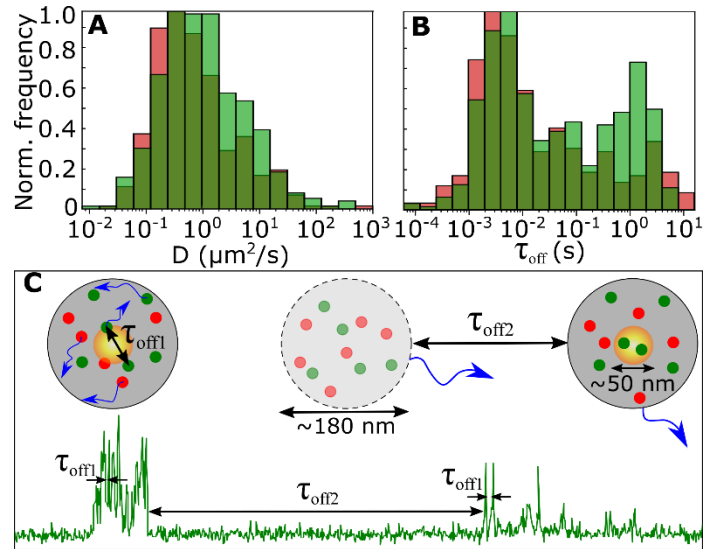 A
B
Norm. frequency
1.0
0.8
0.6
0.4
0.2
0
10⁻² 10⁻¹ 10⁰ 10¹ 10² 10³
D (μm²/s)
10⁻⁴ 10⁻³ 10⁻² 10⁻¹ 10⁰ 10¹
τoff (s)
C
τoff1
τoff2
~180 nm
~50 nm
τoff1
τoff2
τoff1